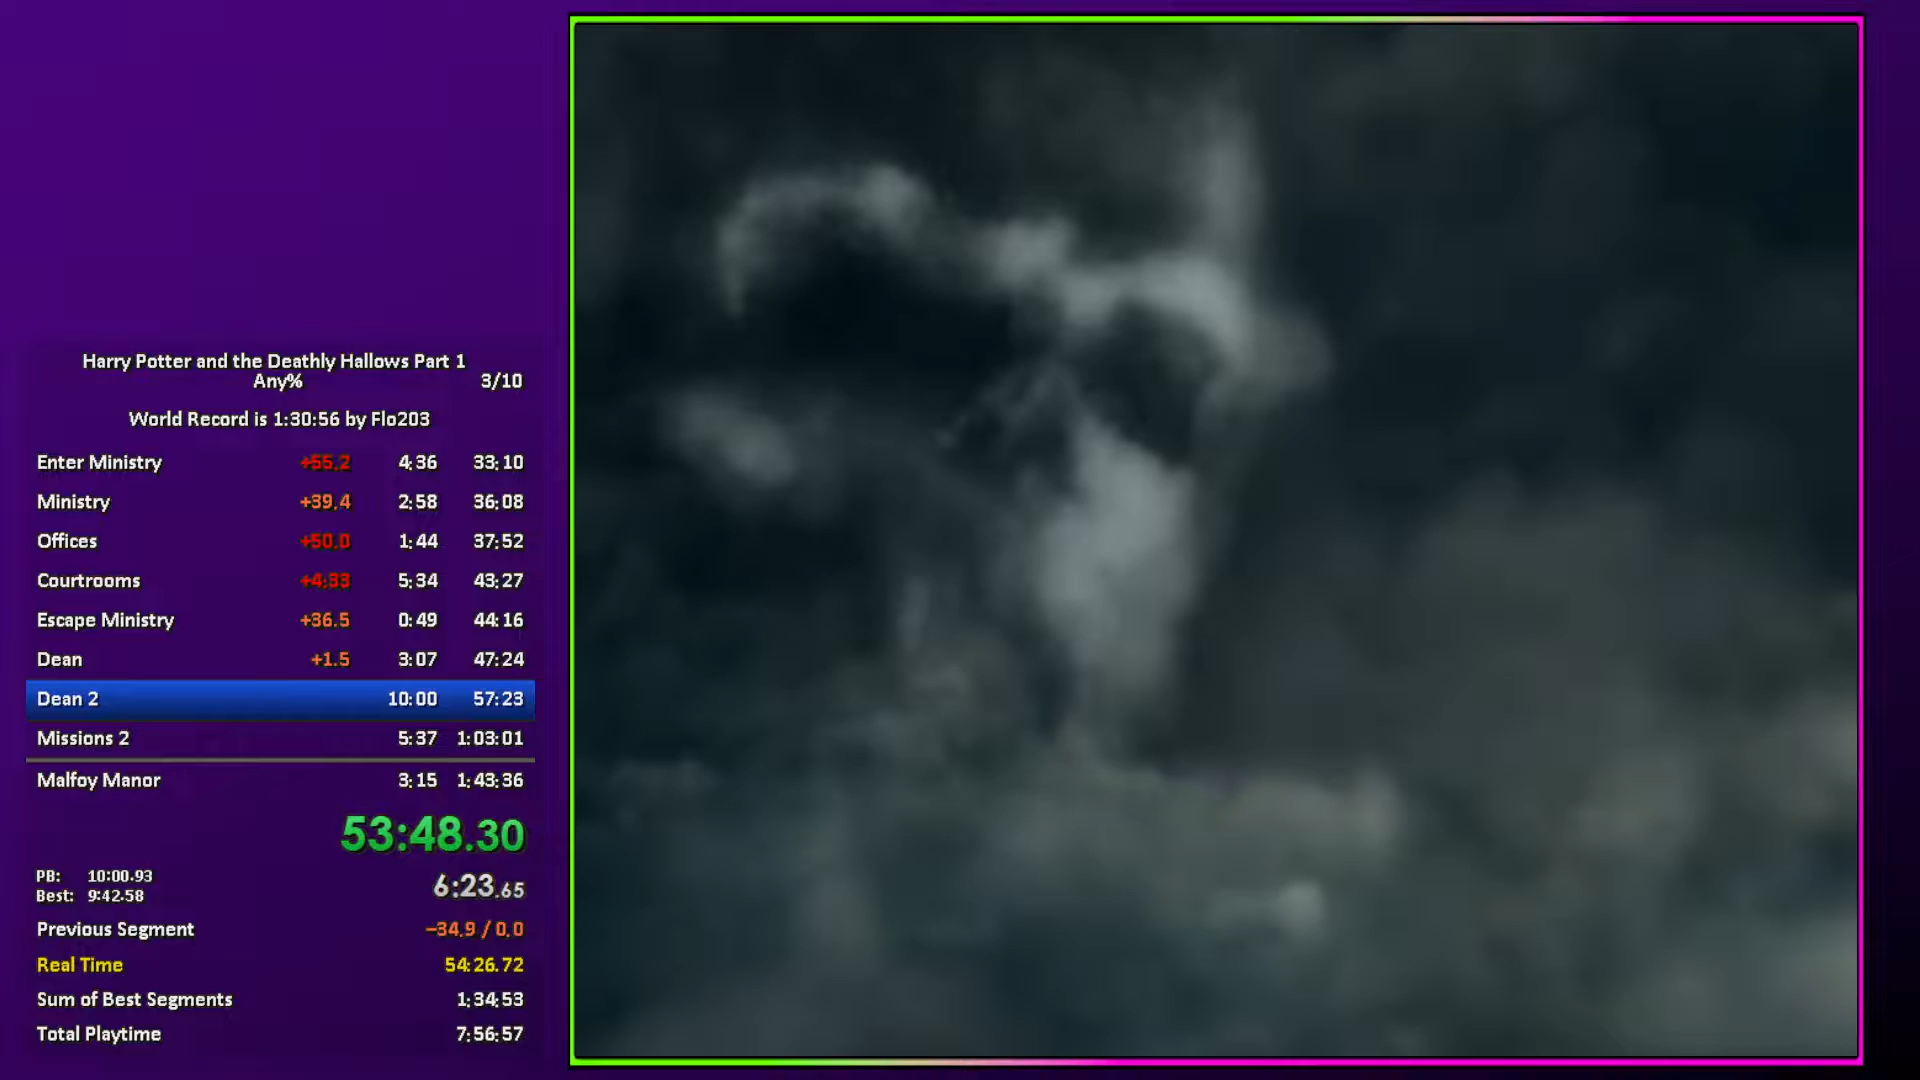 Harry Potter and the Deathly Hallows Part 1
Any% 3/10
World Record is 1:30:56 by Flo203
Enter Ministry +55.2 4:36 33:10
Ministry +39.4 2:58 36:08
Offices +50.0 1:44 37:52
Courtrooms +4:33 5:34 43:27
Escape Ministry +36.5 0:49 44:16
Dean +1.5 3:07 47:24
Dean 2 10:00 57:23
Missions 2 5:37 1:03:01
Malfoy Manor 3:15 1:43:36
53:48.30
PB: 10:00.93
Best: 9:42.58
6:23.65
Previous Segment −34.9 / 0.0
Real Time 54:26.72
Sum of Best Segments 1:34:53
Total Playtime 7:56:57